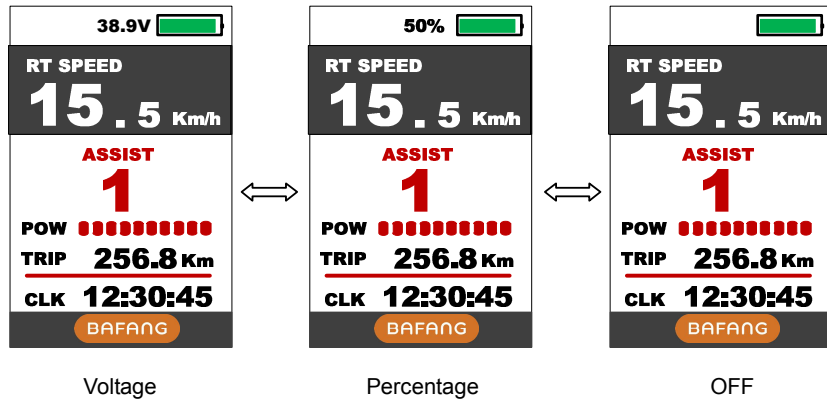 38.9V
RT SPEED
15.5 Km/h
ASSIST
1
POW
TRIP 256.8 Km
CLK 12:30:45
BAFANG
Voltage
50%
RT SPEED
15.5 Km/h
ASSIST
1
POW
TRIP 256.8 Km
CLK 12:30:45
BAFANG
Percentage
RT SPEED
15.5 Km/h
ASSIST
1
POW
TRIP 256.8 Km
CLK 12:30:45
BAFANG
OFF